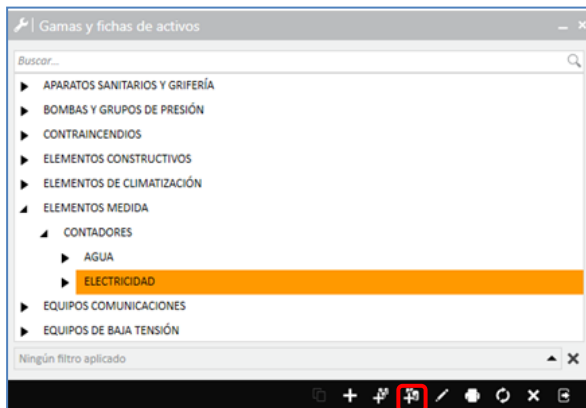 Gamas y fichas de activos
Buscar...
APARATOS SANITARIOS Y GRIFERÍA
BOMBAS Y GRUPOS DE PRESIÓN
CONTRAINCENDIOS
ELEMENTOS CONSTRUCTIVOS
ELEMENTOS DE CLIMATIZACIÓN
ELEMENTOS MEDIDA
CONTADORES
AGUA
ELECTRICIDAD
EQUIPOS COMUNICACIONES
EQUIPOS DE BAJA TENSIÓN
Ningún filtro aplicado